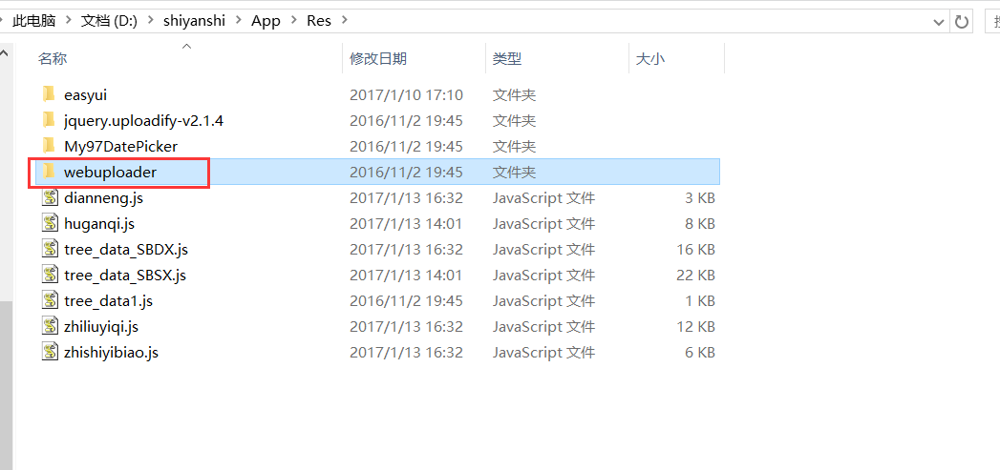 此电脑 > 文档 (D:) > shiyanshi > App > Res >
名称 修改日期 类型 大小
easyui 2017/1/10 17:10 文件夹
jquery.uploadify-v2.1.4 2016/11/2 19:45 文件夹
My97DatePicker 2016/11/2 19:45 文件夹
webuploader 2016/11/2 19:45 文件夹
dianneng.js 2017/1/13 16:32 JavaScript 文件 3 KB
huganqi.js 2017/1/13 14:01 JavaScript 文件 8 KB
tree_data_SBDX.js 2017/1/13 16:32 JavaScript 文件 16 KB
tree_data_SBSX.js 2017/1/13 14:01 JavaScript 文件 22 KB
tree_data1.js 2016/11/2 19:45 JavaScript 文件 1 KB
zhiliuyiqi.js 2017/1/13 16:32 JavaScript 文件 12 KB
zhishiyibiao.js 2017/1/13 16:32 JavaScript 文件 6 KB